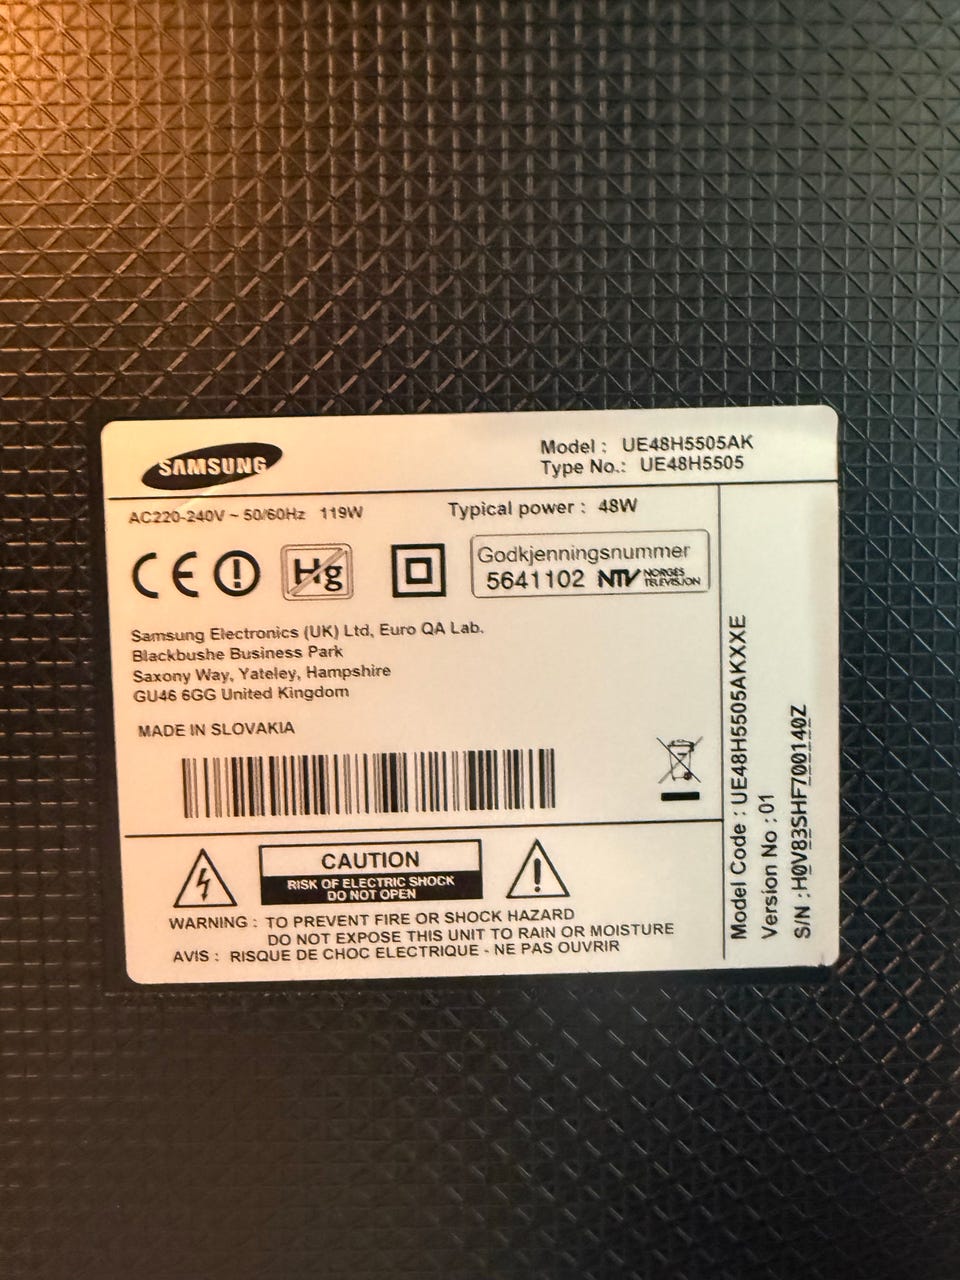 SAMSUNG
Model : UE48H5505AK
Type No.: UE48H5505
AC220-240V ~ 50/60Hz 119W
Typical power : 48W
CE
Hg
Godkjenningsnummer
5641102 NTV NORGES TELEVISJON
Samsung Electronics (UK) Ltd, Euro QA Lab.
Blackbushe Business Park
Saxony Way, Yateley, Hampshire
GU46 6GG United Kingdom
MADE IN SLOVAKIA
CAUTION
RISK OF ELECTRIC SHOCK
DO NOT OPEN
WARNING : TO PREVENT FIRE OR SHOCK HAZARD
DO NOT EXPOSE THIS UNIT TO RAIN OR MOISTURE
AVIS : RISQUE DE CHOC ELECTRIQUE - NE PAS OUVRIR
Model Code : UE48H5505AKXXE
Version No : 01
S/N : H0V83SHF700140Z